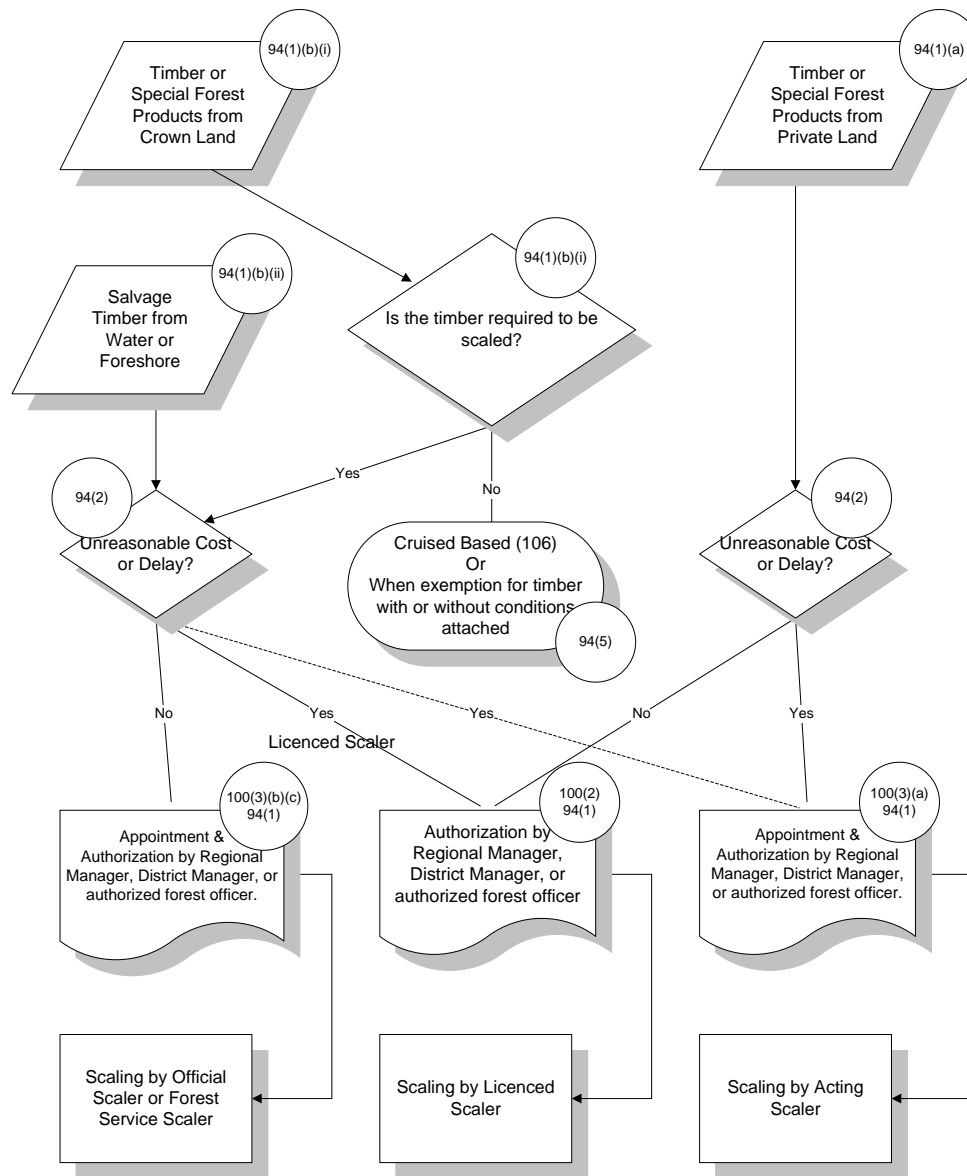 94(1)(b)(i)
Timber or
Special Forest
Products from
Crown Land
94(1)(a)
Timber or
Special Forest
Products from
Private Land
94(1)(b)(ii)
Salvage
Timber from
Water or
Foreshore
94(1)(b)(i)
Is the timber required to be
scaled?
Yes
No
94(2)
Unreasonable Cost
or Delay?
Cruised Based (106)
Or
When exemption for timber
with or without conditions
attached
94(5)
94(2)
Unreasonable Cost
or Delay?
No
Yes
Yes
No
Yes
Licenced Scaler
100(3)(b)(c)
94(1)
Appointment &
Authorization by Regional
Manager, District Manager, or
authorized forest officer.
100(2)
94(1)
Authorization by
Regional Manager,
District Manager, or
authorized forest officer
100(3)(a)
94(1)
Appointment &
Authorization by Regional
Manager, District Manager,
or authorized forest officer.
Scaling by Official
Scaler or Forest
Service Scaler
Scaling by Licenced
Scaler
Scaling by Acting
Scaler